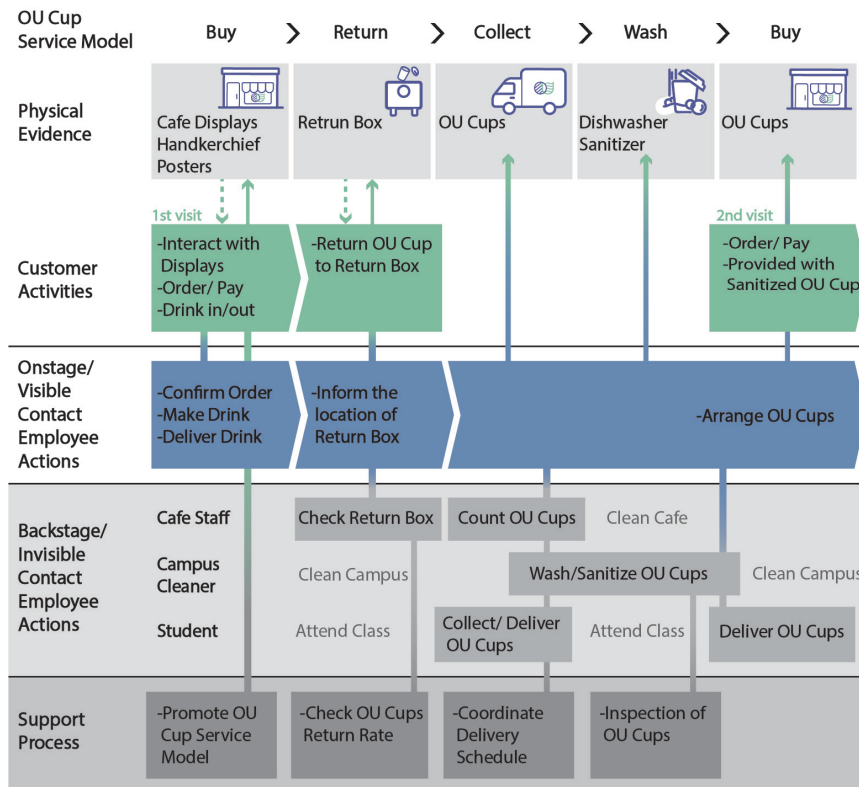 OU Cup
Service Model
Buy
Return
Collect
Wash
Buy
Physical
Evidence
Cafe Displays
Handkerchief
Posters
Retrun Box
OU Cups
Dishwasher
Sanitizer
OU Cups
1st visit
2nd visit
Customer
Activities
-Interact with
Displays
-Order/ Pay
-Drink in/out
-Return OU Cup
to Return Box
-Order/ Pay
-Provided with
Sanitized OU Cup
Onstage/
Visible
Contact
Employee
Actions
-Confirm Order
-Make Drink
-Deliver Drink
-Inform the
location of
Return Box
-Arrange OU Cups
Backstage/
Invisible
Contact
Employee
Actions
Cafe Staff
Check Return Box
Count OU Cups
Clean Cafe
Campus
Cleaner
Clean Campus
Wash/Sanitize OU Cups
Clean Campus
Student
Attend Class
Collect/ Deliver
OU Cups
Attend Class
Deliver OU Cups
Support
Process
-Promote OU
Cup Service
Model
-Check OU Cups
Return Rate
-Coordinate
Delivery
Schedule
-Inspection of
OU Cups